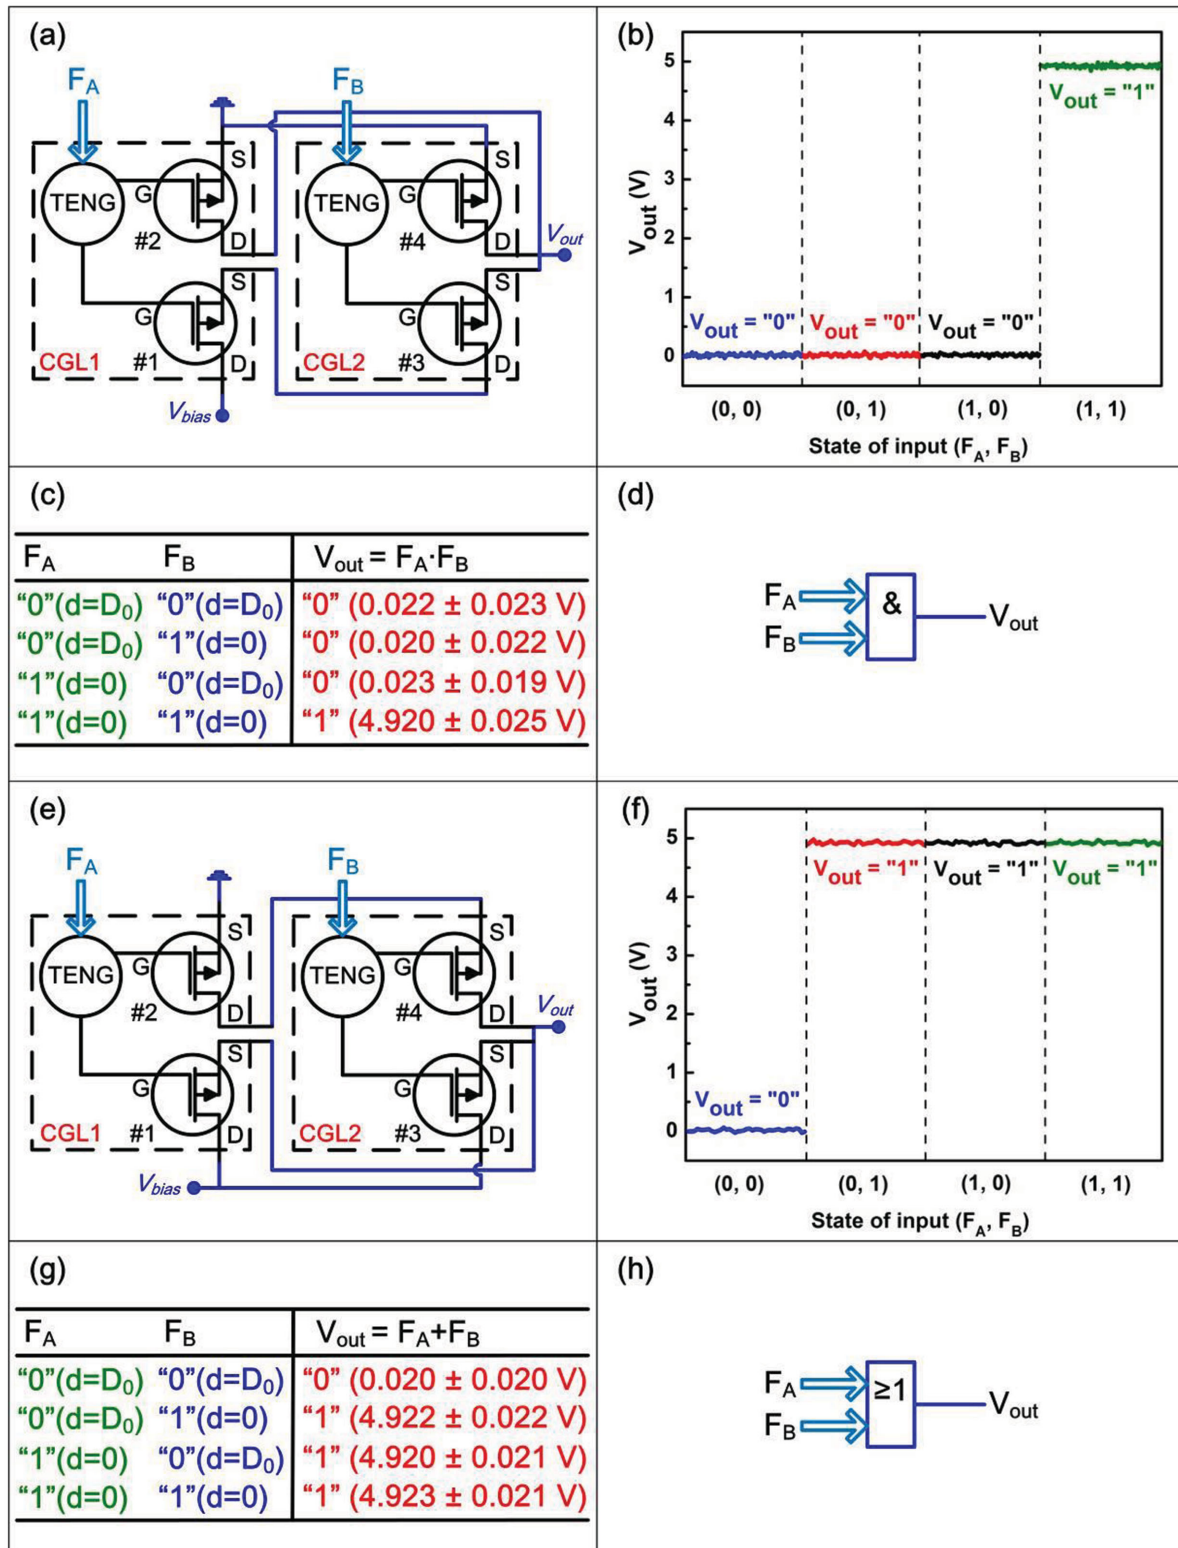 (a)
F_A
F_B
S
S
TENG
G
TENG
G
#2
D
#4
D
V_out
S
S
G
G
CGL1
#1
D
CGL2
#3
D
V_bias
(b)
V_out (V)
5
4
3
2
1
0
V_out = "1"
V_out = "0"
V_out = "0"
V_out = "0"
(0, 0)
(0, 1)
(1, 0)
(1, 1)
State of input (F_A, F_B)
(c)
F_A F_B V_out = F_A·F_B
“0”(d=D_0) “0”(d=D_0) “0” (0.022 ± 0.023 V)
“0”(d=D_0) “1”(d=0) “0” (0.020 ± 0.022 V)
“1”(d=0) “0”(d=D_0) “0” (0.023 ± 0.019 V)
“1”(d=0) “1”(d=0) “1” (4.920 ± 0.025 V)
(d)
F_A
F_B
&
V_out
(e)
F_A
F_B
S
S
TENG
G
TENG
G
#2
D
#4
D
V_out
S
S
G
G
CGL1
#1
D
CGL2
#3
D
V_bias
(f)
V_out (V)
5
4
3
2
1
0
V_out = "1"
V_out = "1"
V_out = "1"
V_out = "0"
(0, 0)
(0, 1)
(1, 0)
(1, 1)
State of input (F_A, F_B)
(g)
F_A F_B V_out = F_A+F_B
“0”(d=D_0) “0”(d=D_0) “0” (0.020 ± 0.020 V)
“0”(d=D_0) “1”(d=0) “1” (4.922 ± 0.022 V)
“1”(d=0) “0”(d=D_0) “1” (4.920 ± 0.021 V)
“1”(d=0) “1”(d=0) “1” (4.923 ± 0.021 V)
(h)
F_A
F_B
≥1
V_out